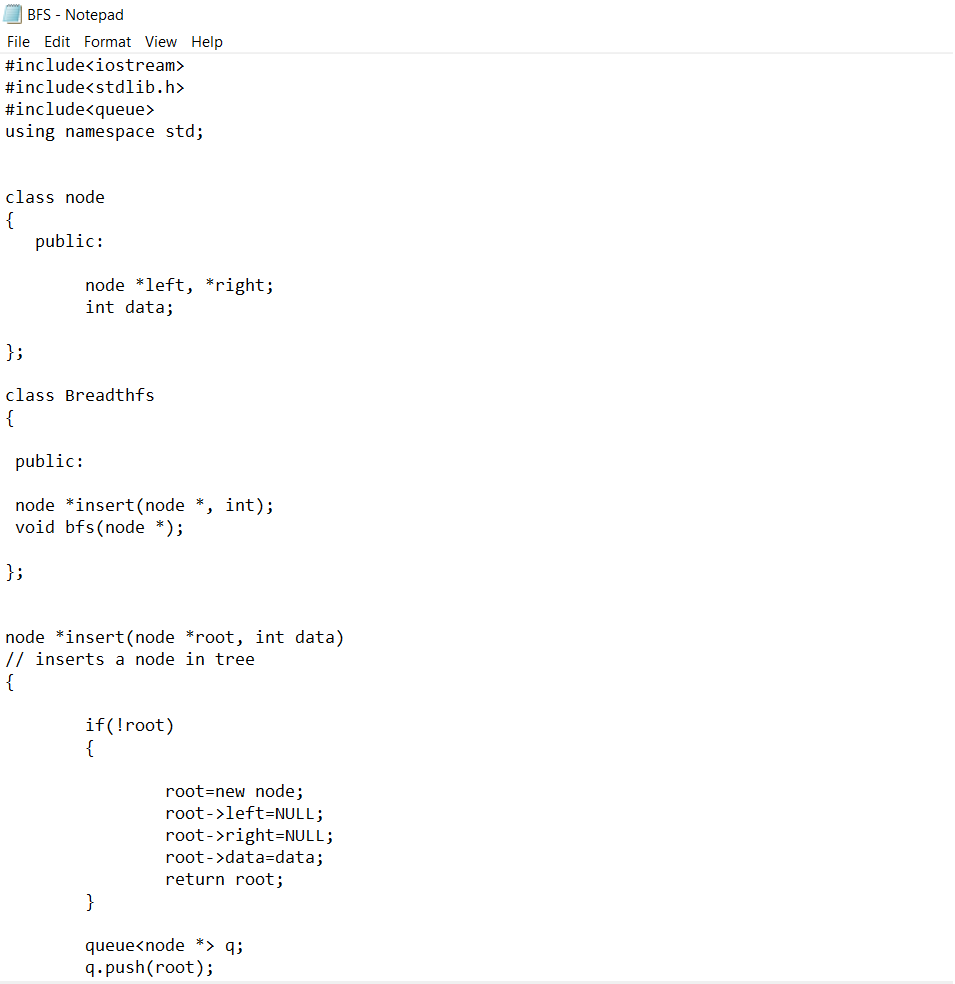 BFS - Notepad
File Edit Format View Help
#include<iostream>
#include<stdlib.h>
#include<queue>
using namespace std;
class node
{
public:
node *left, *right;
int data;
};
class Breadthfs
{
public:
node *insert(node *, int);
void bfs(node *);
};
node *insert(node *root, int data)
// inserts a node in tree
{
if(!root)
{
root=new node;
root->left=NULL;
root->right=NULL;
root->data=data;
return root;
}
queue<node *> q;
q.push(root);